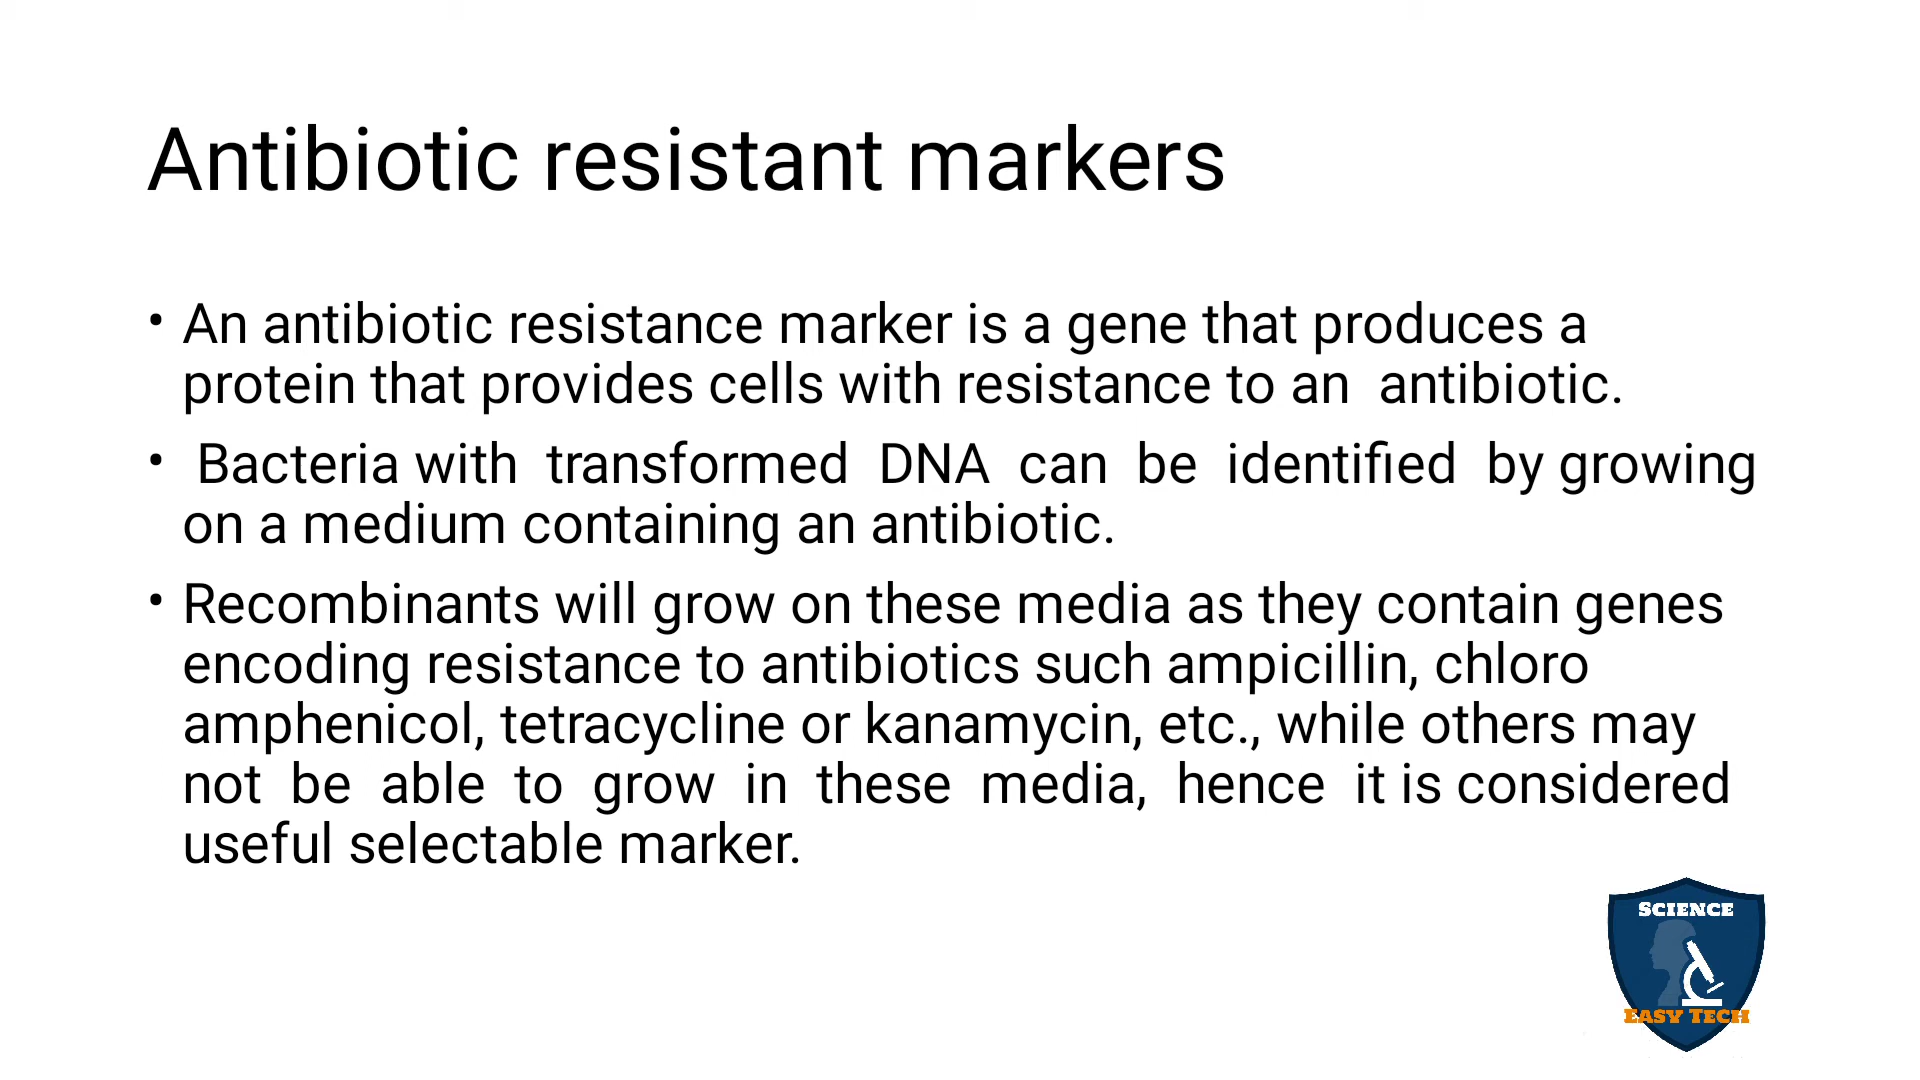 Antibiotic resistant markers
• An antibiotic resistance marker is a gene that produces a
protein that provides cells with resistance to an  antibiotic.
•  Bacteria with  transformed  DNA  can  be  identified  by growing
on a medium containing an antibiotic.
• Recombinants will grow on these media as they contain genes
encoding resistance to antibiotics such ampicillin, chloro
amphenicol, tetracycline or kanamycin, etc., while others may
not  be  able  to  grow  in  these  media,  hence  it is considered
useful selectable marker.
SCIENCE
EASY TECH